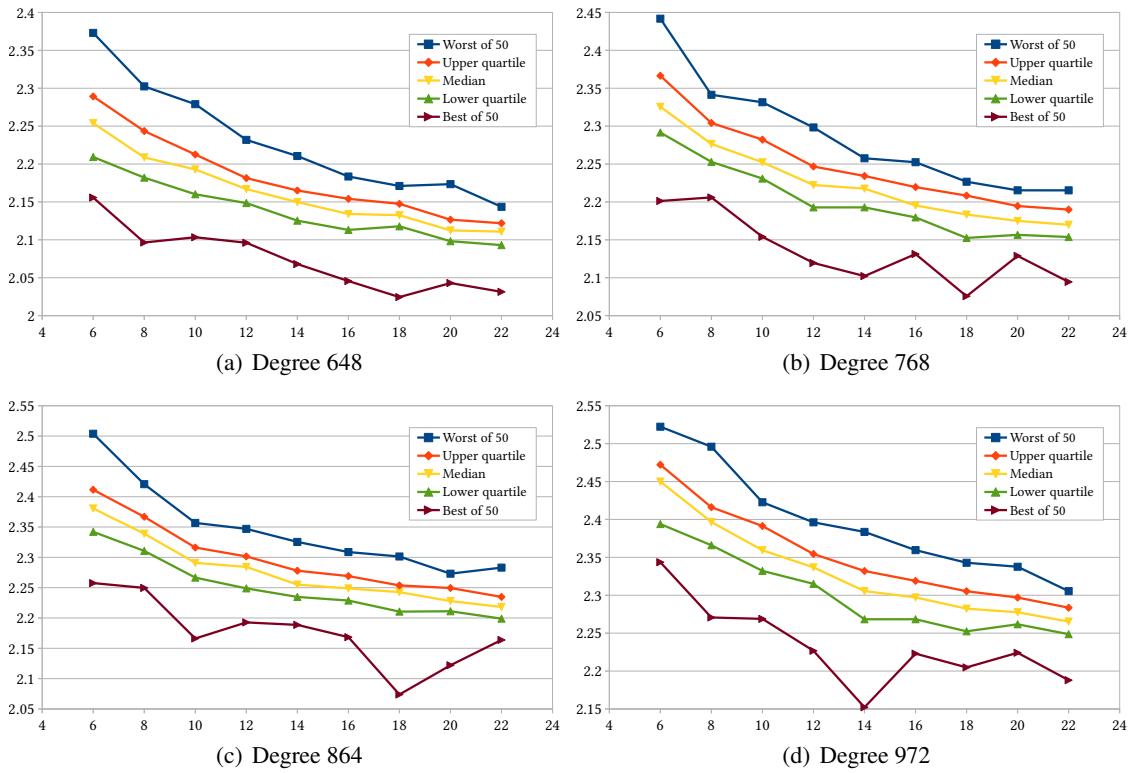 2.4
2.35
2.3
2.25
2.2
2.15
2.1
2.05
2
4 6 8 10 12 14 16 18 20 22 24
Worst of 50
Upper quartile
Median
Lower quartile
Best of 50
(a) Degree 648
2.45
2.4
2.35
2.3
2.25
2.2
2.15
2.1
2.05
4 6 8 10 12 14 16 18 20 22 24
Worst of 50
Upper quartile
Median
Lower quartile
Best of 50
(b) Degree 768
2.55
2.5
2.45
2.4
2.35
2.3
2.25
2.2
2.15
2.1
2.05
4 6 8 10 12 14 16 18 20 22 24
Worst of 50
Upper quartile
Median
Lower quartile
Best of 50
(c) Degree 864
2.55
2.5
2.45
2.4
2.35
2.3
2.25
2.2
2.15
4 6 8 10 12 14 16 18 20 22 24
Worst of 50
Upper quartile
Median
Lower quartile
Best of 50
(d) Degree 972